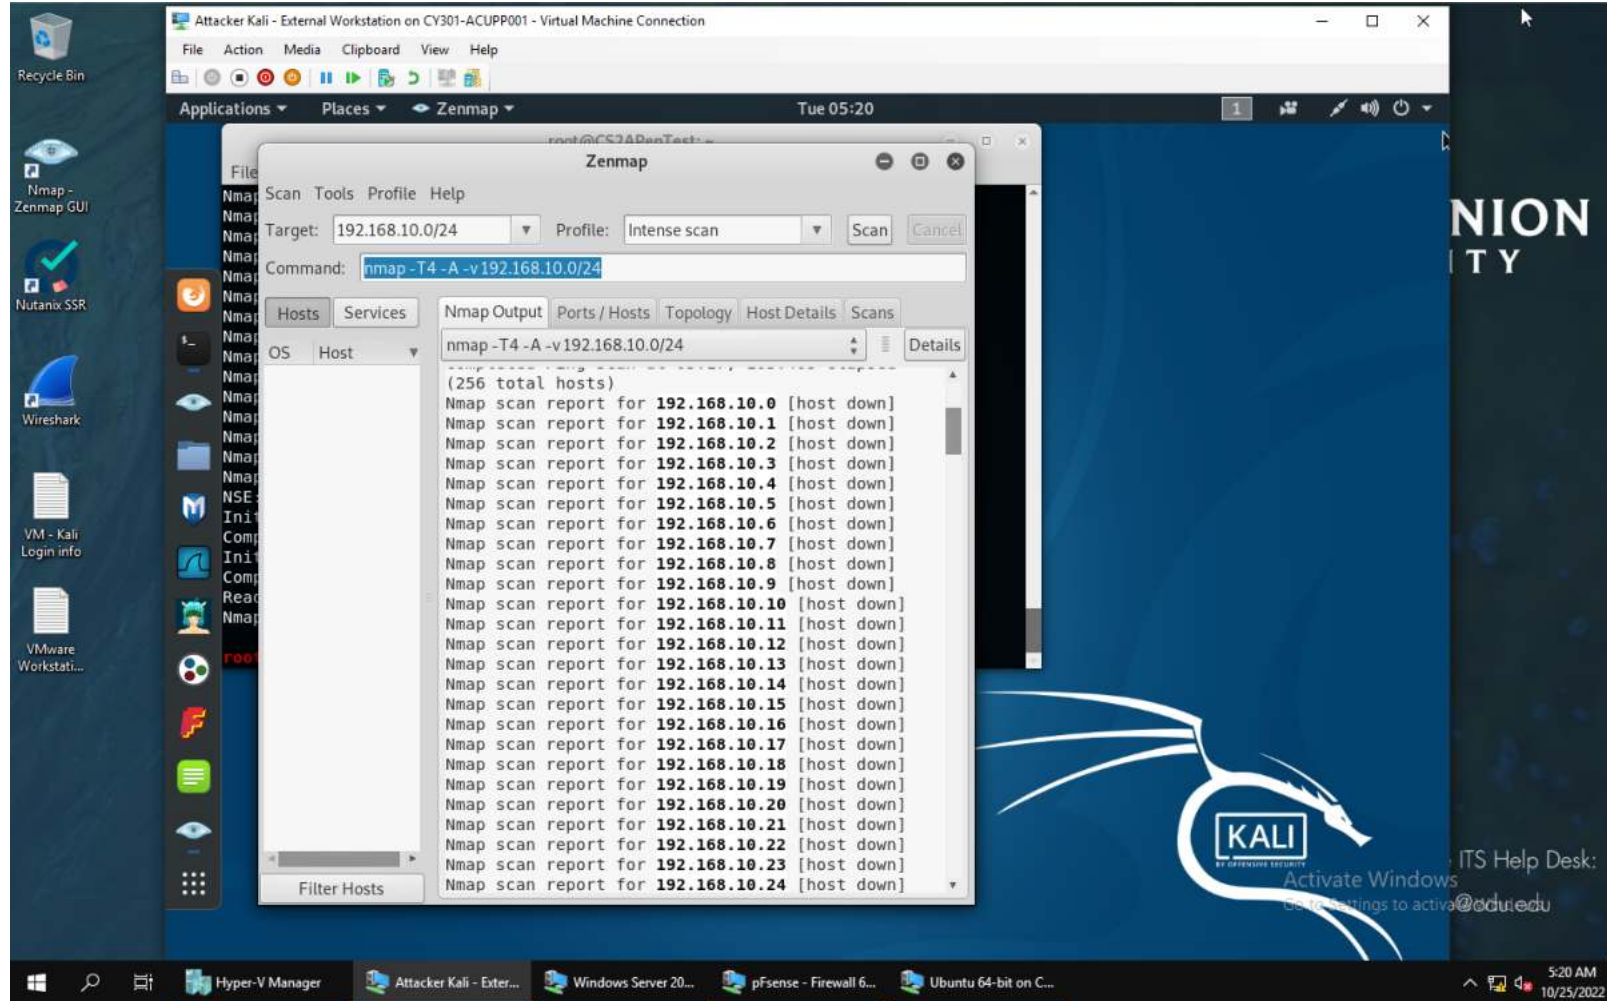 Attacker Kali - External Workstation on CY301-ACUPP001 - Virtual Machine Connection
File Action Media Clipboard View Help
Recycle Bin
Applications Places Zenmap Tue 05:20 1
root@CS2APenTest: ~
Zenmap
File
Nmap - Zenmap GUI
Scan Tools Profile Help
Target: 192.168.10.0/24 Profile: Intense scan Scan Cancel
Command: nmap -T4 -A -v 192.168.10.0/24
NION
ITY
Nutanix SSR
Hosts Services Nmap Output Ports / Hosts Topology Host Details Scans
OS Host nmap -T4 -A -v 192.168.10.0/24 Details
(256 total hosts)
Nmap scan report for 192.168.10.0 [host down]
Nmap scan report for 192.168.10.1 [host down]
Nmap scan report for 192.168.10.2 [host down]
Nmap scan report for 192.168.10.3 [host down]
Nmap scan report for 192.168.10.4 [host down]
Nmap scan report for 192.168.10.5 [host down]
Nmap scan report for 192.168.10.6 [host down]
Nmap scan report for 192.168.10.7 [host down]
Nmap scan report for 192.168.10.8 [host down]
Nmap scan report for 192.168.10.9 [host down]
Nmap scan report for 192.168.10.10 [host down]
Nmap scan report for 192.168.10.11 [host down]
Nmap scan report for 192.168.10.12 [host down]
Nmap scan report for 192.168.10.13 [host down]
Nmap scan report for 192.168.10.14 [host down]
Nmap scan report for 192.168.10.15 [host down]
Nmap scan report for 192.168.10.16 [host down]
Nmap scan report for 192.168.10.17 [host down]
Nmap scan report for 192.168.10.18 [host down]
Nmap scan report for 192.168.10.19 [host down]
Nmap scan report for 192.168.10.20 [host down]
Nmap scan report for 192.168.10.21 [host down]
Nmap scan report for 192.168.10.22 [host down]
Nmap scan report for 192.168.10.23 [host down]
Nmap scan report for 192.168.10.24 [host down]
Filter Hosts
Wireshark
VM - Kali
Login info
VMware
Workstati...
KALI
BY OFFENSIVE SECURITY
ITS Help Desk:
Activate Windows
Go to Settings to activa
@odu.edu
Hyper-V Manager Attacker Kali - Exter... Windows Server 20... pFsense - Firewall 6... Ubuntu 64-bit on C...
5:20 AM
10/25/2022